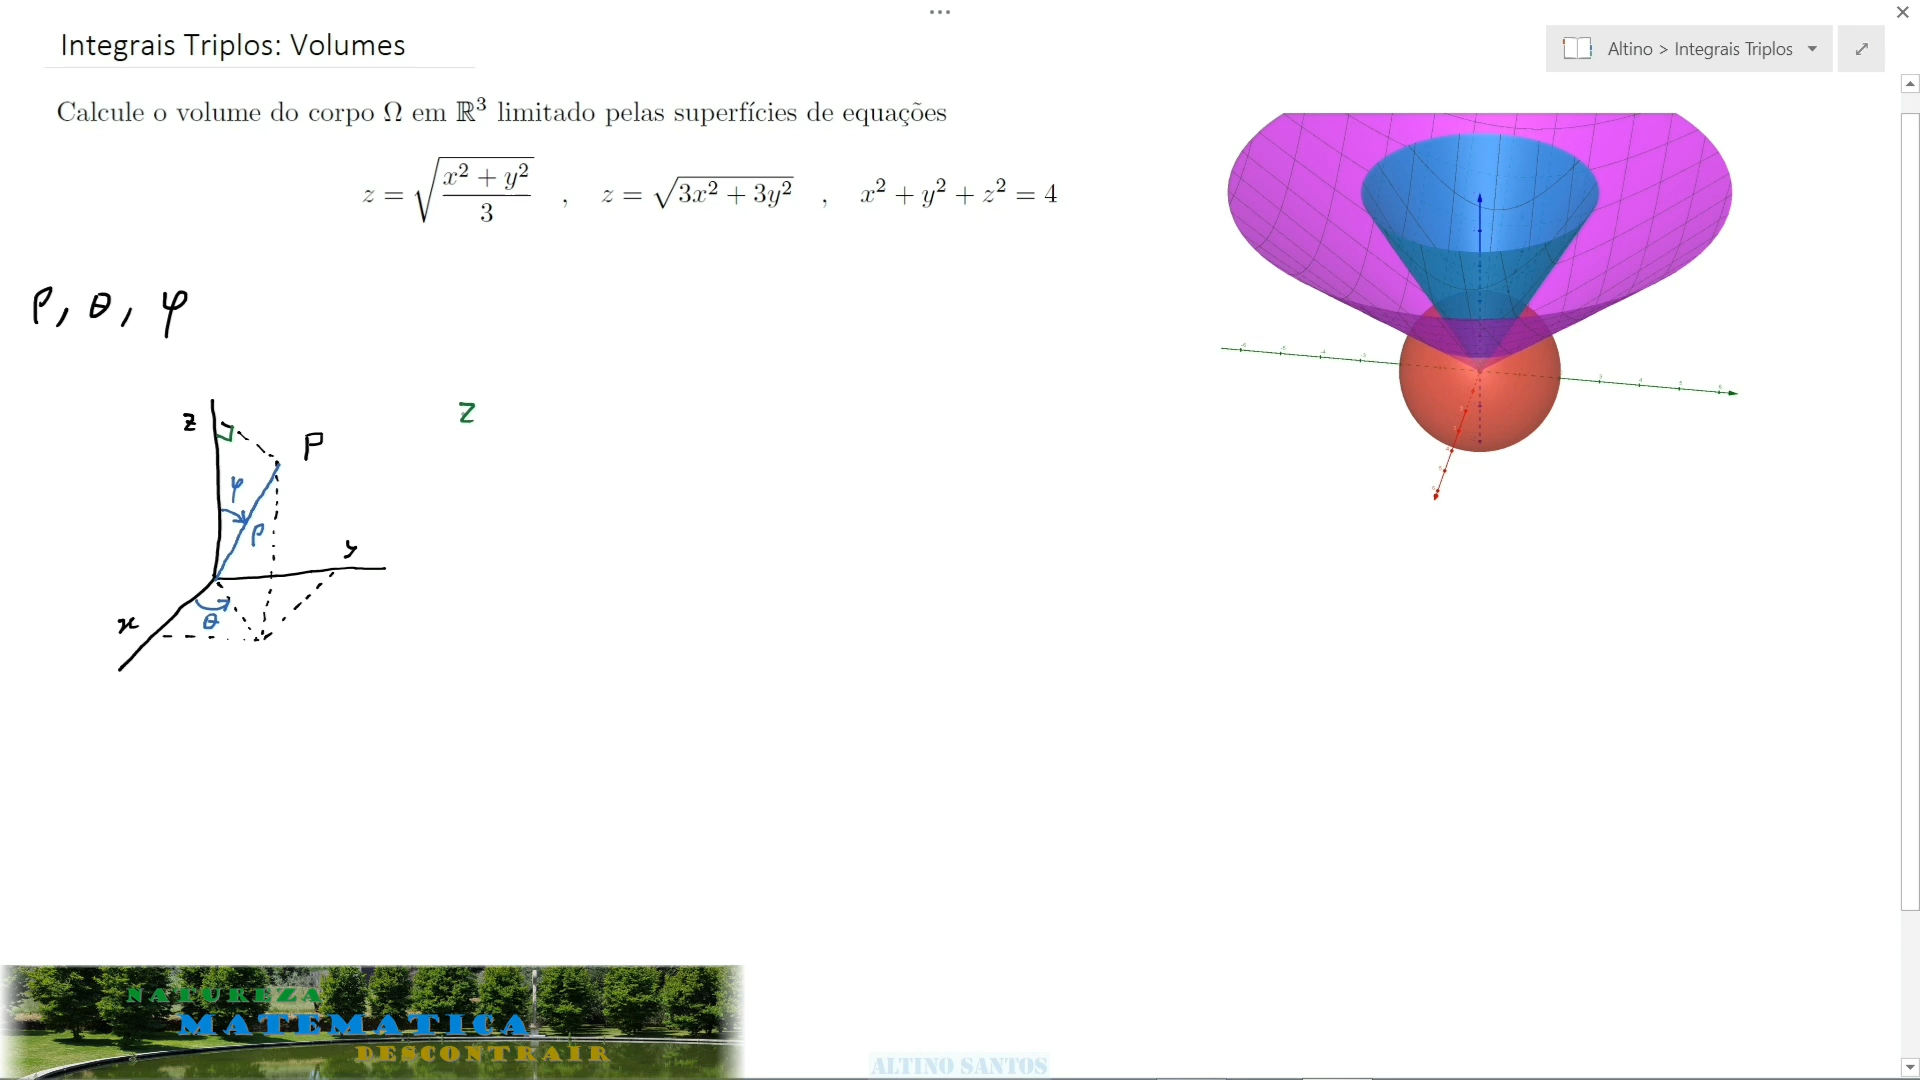 Integrais Triplos: Volumes
Altino > Integrais Triplos
Calcule o volume do corpo Ω em ℝ³ limitado pelas superfícies de equações
z = √((x² + y²)/3) , z = √(3x² + 3y²) , x² + y² + z² = 4
ρ, θ, φ
z
P
φ
ρ
y
x
θ
z
NATUREZA
MATEMATICA
DESCONTRAIR
ALTINO SANTOS